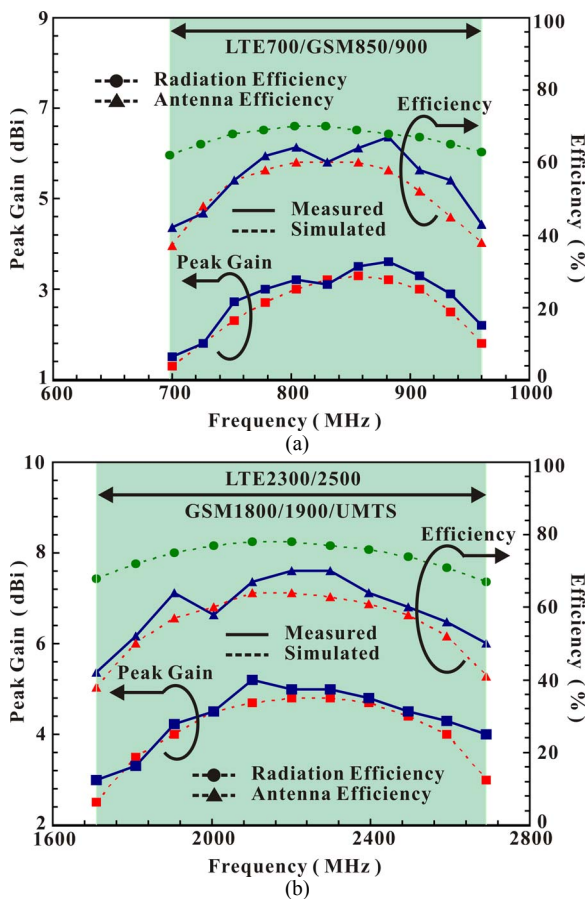 9
7
5
3
1
Peak Gain ( dBi )
100
80
60
40
20
0
Efficiency ( % )
LTE700/GSM850/900
Radiation Efficiency
Antenna Efficiency
Efficiency
Measured
Simulated
Peak Gain
600 700 800 900 1000
Frequency ( MHz )
(a)
10
8
6
4
2
Peak Gain ( dBi )
100
80
60
40
20
0
Efficiency ( % )
LTE2300/2500
GSM1800/1900/UMTS
Efficiency
Measured
Simulated
Peak Gain
Radiation Efficiency
Antenna Efficiency
1600 2000 2400 2800
Frequency ( MHz )
(b)